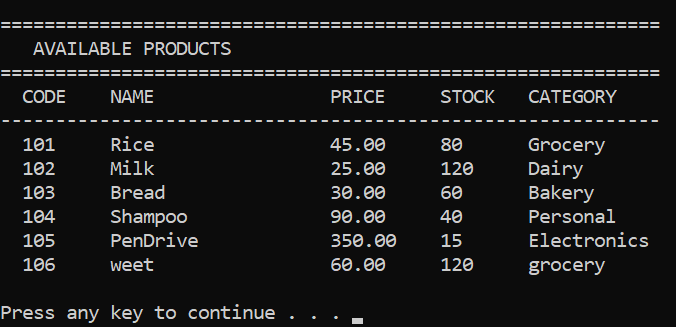 ============================================================
   AVAILABLE PRODUCTS
============================================================
  CODE    NAME                PRICE     STOCK   CATEGORY
------------------------------------------------------------
  101     Rice                45.00     80      Grocery
  102     Milk                25.00     120     Dairy
  103     Bread               30.00     60      Bakery
  104     Shampoo             90.00     40      Personal
  105     PenDrive            350.00    15      Electronics
  106     weet                60.00     120     grocery
Press any key to continue . . .